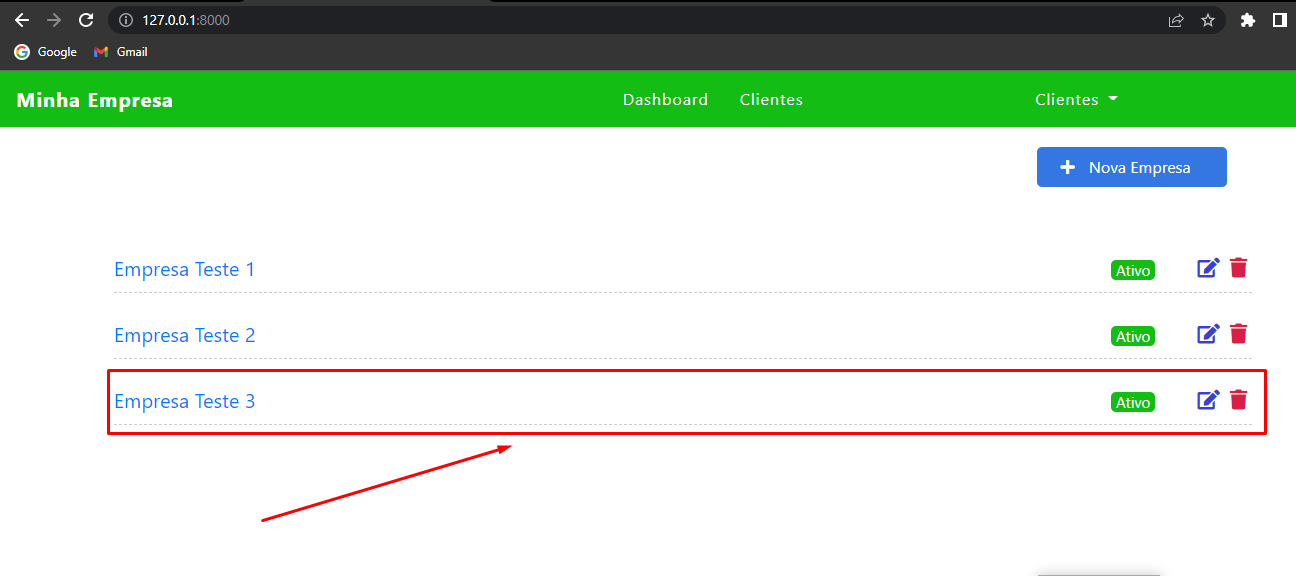 127.0.0.1:8000
Google Gmail
Minha Empresa Dashboard Clientes Clientes
Nova Empresa
Empresa Teste 1 Ativo
Empresa Teste 2 Ativo
Empresa Teste 3 Ativo